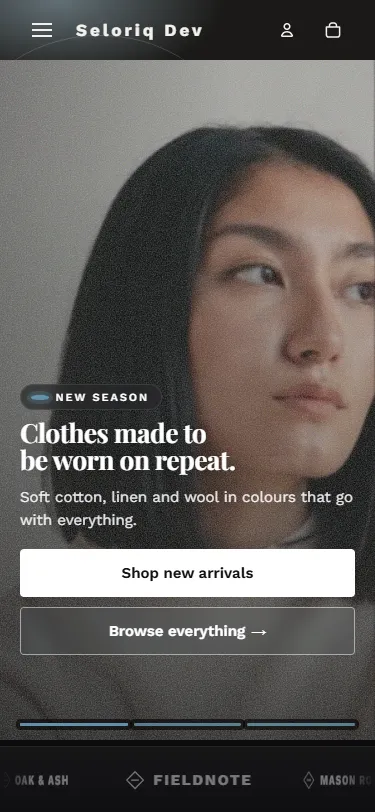 Seloriq Dev
NEW SEASON
Clothes made to
be worn on repeat.
Soft cotton, linen and wool in colours that go
with everything.
Shop new arrivals
Browse everything →
OAK & ASH
FIELDNOTE
MASON